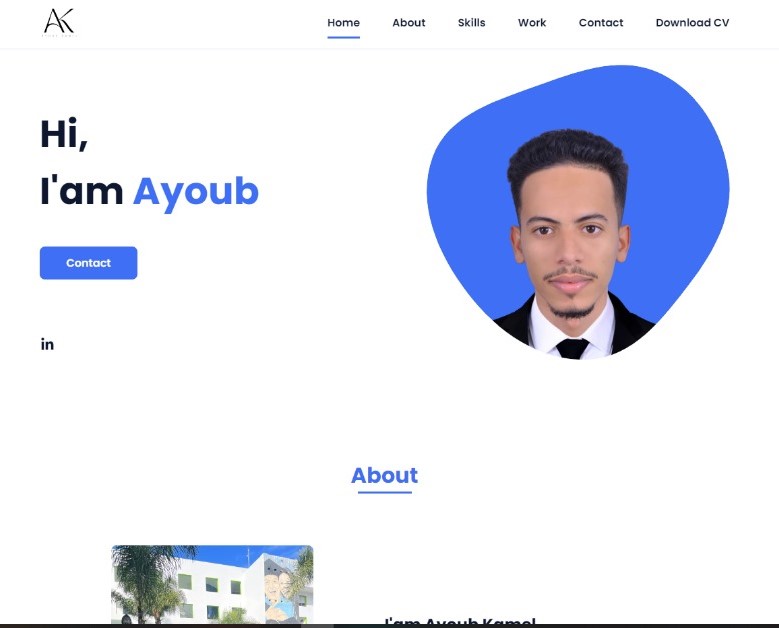 AK
Home About Skills Work Contact Download CV
Hi,
I'am Ayoub
Contact
in
About
I'am Ayoub Kamel